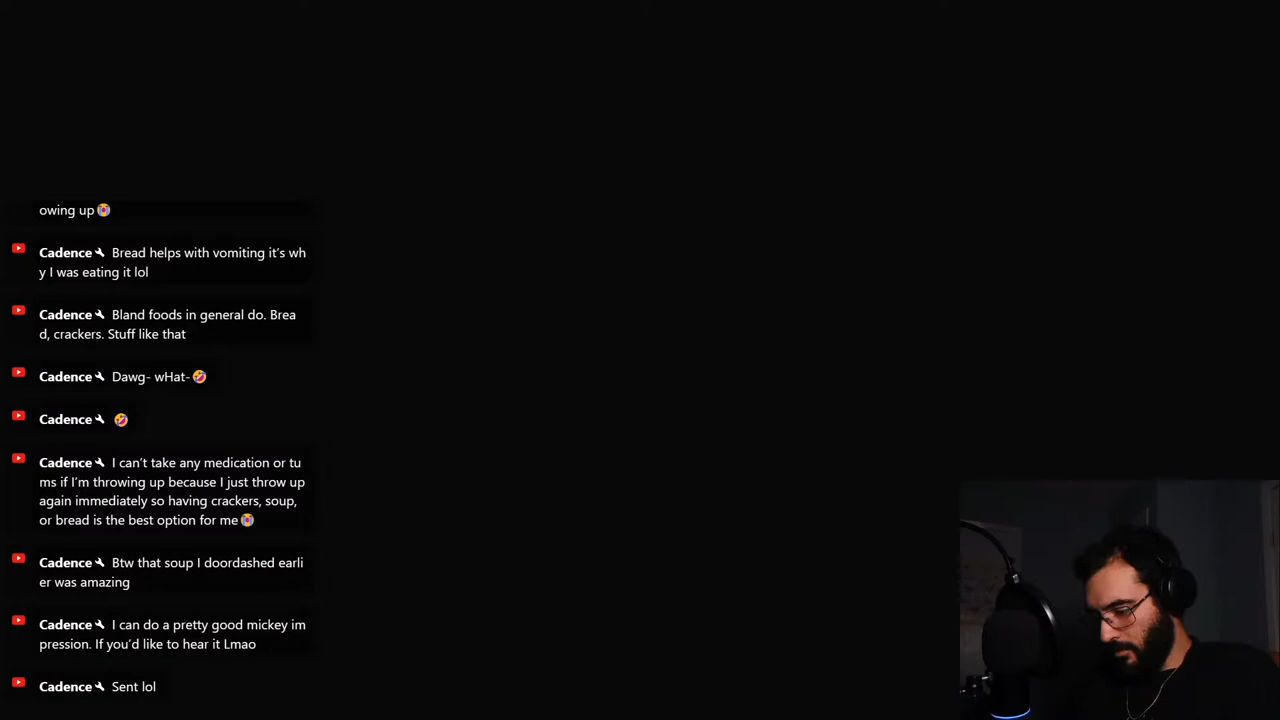 owing up😭
Cadence Bread helps with vomiting it’s wh
y I was eating it lol
Cadence Bland foods in general do. Brea
d, crackers. Stuff like that
Cadence Dawg- wHat-🤣
Cadence 🤣
Cadence I can’t take any medication or tu
ms if I’m throwing up because I just throw up
again immediately so having crackers, soup,
or bread is the best option for me😭
Cadence Btw that soup I doordashed earli
er was amazing
Cadence I can do a pretty good mickey im
pression. If you’d like to hear it Lmao
Cadence Sent lol